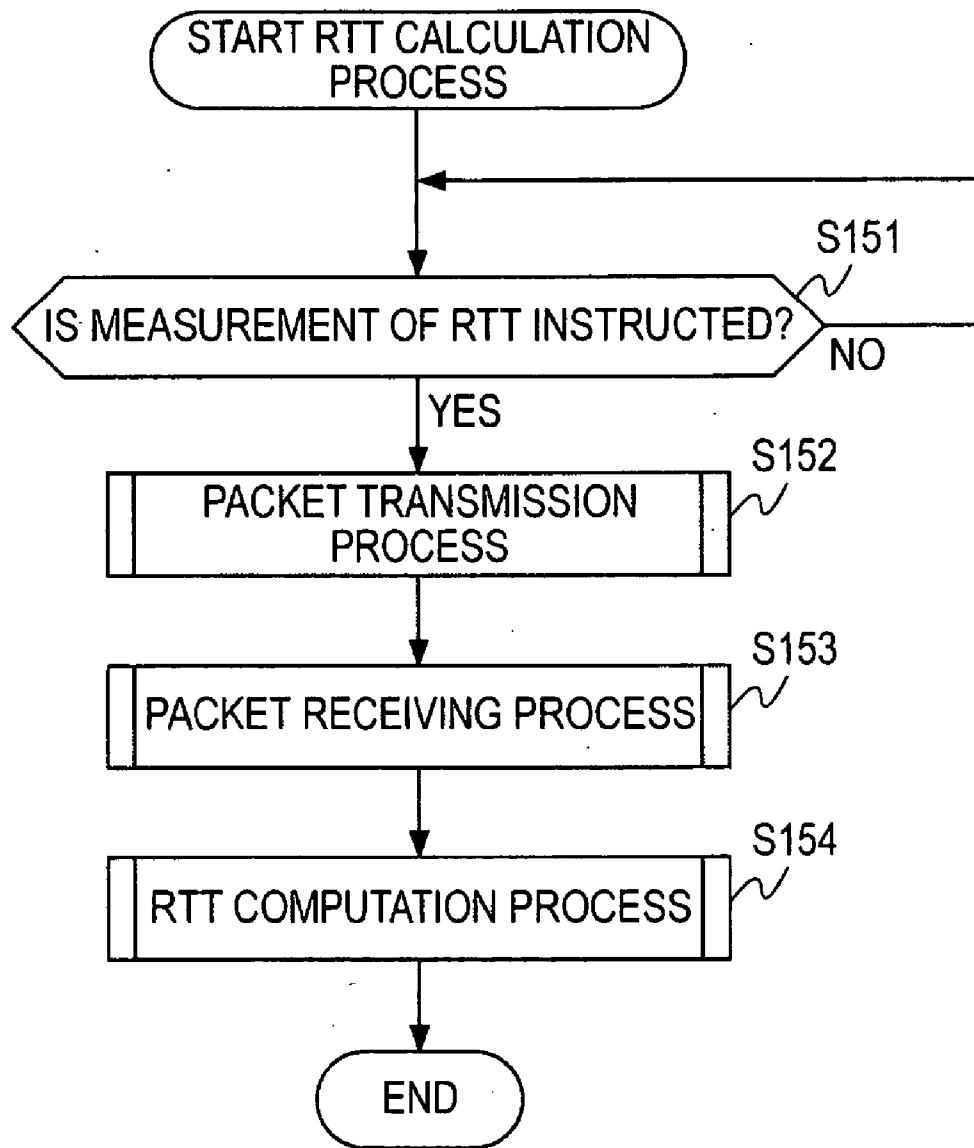 START RTT CALCULATION
PROCESS
S151
IS MEASUREMENT OF RTT INSTRUCTED?
NO
YES
S152
PACKET TRANSMISSION
PROCESS
S153
PACKET RECEIVING PROCESS
S154
RTT COMPUTATION PROCESS
END